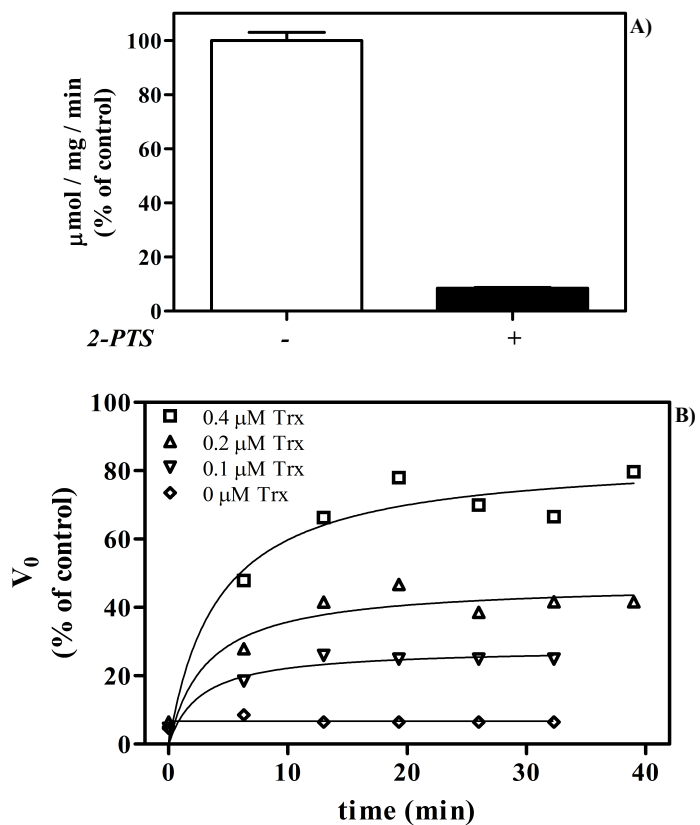 A)
μmol / mg / min
(% of control)
100
80
60
40
20
0
2-PTS - +
B)
0.4 μM Trx
0.2 μM Trx
0.1 μM Trx
0 μM Trx
V0
(% of control)
100
80
60
40
20
0
0 10 20 30 40
time (min)